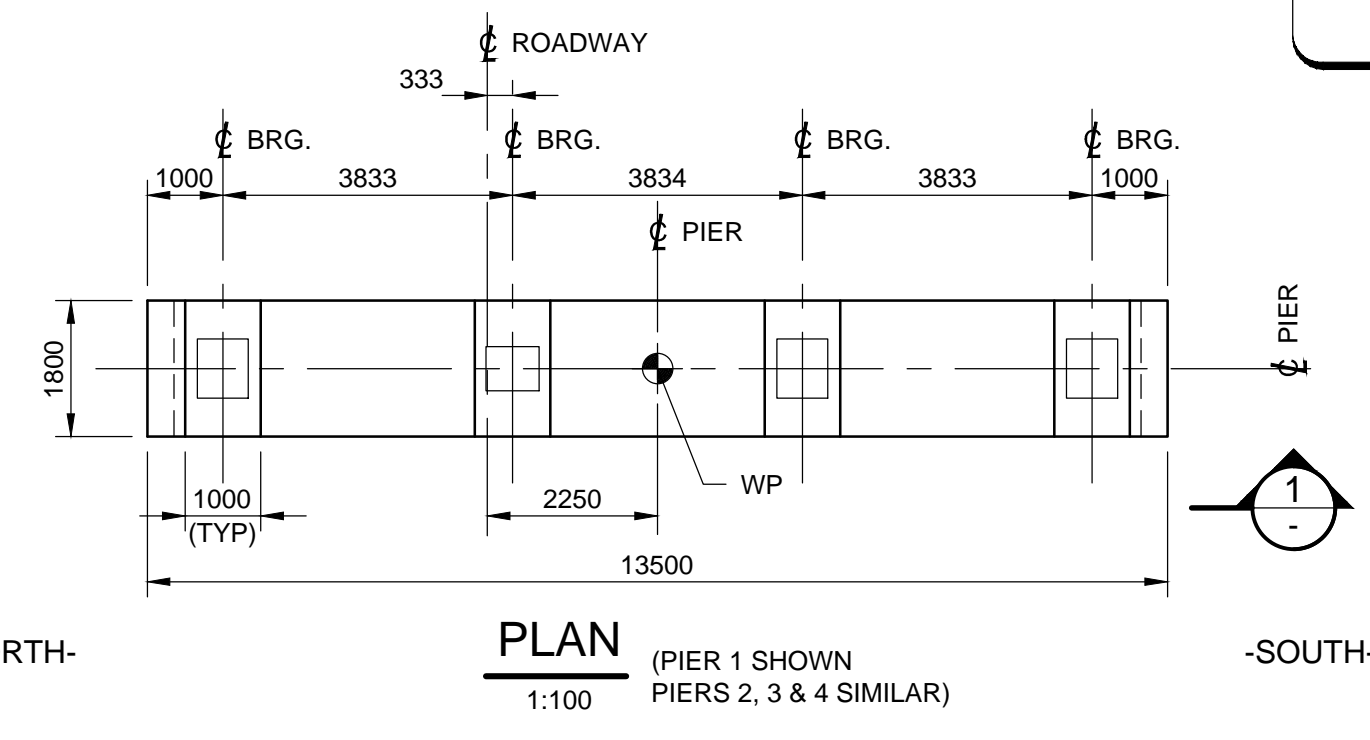 ℄ ROADWAY
333
℄ BRG.
℄ BRG.
℄ BRG.
℄ BRG.
1000
3833
3834
3833
1000
℄ PIER
1800
℄ PIER
WP
1000
(TYP)
2250
1
-
13500
RTH-
PLAN
1:100
(PIER 1 SHOWN
PIERS 2, 3 & 4 SIMILAR)
-SOUTH-